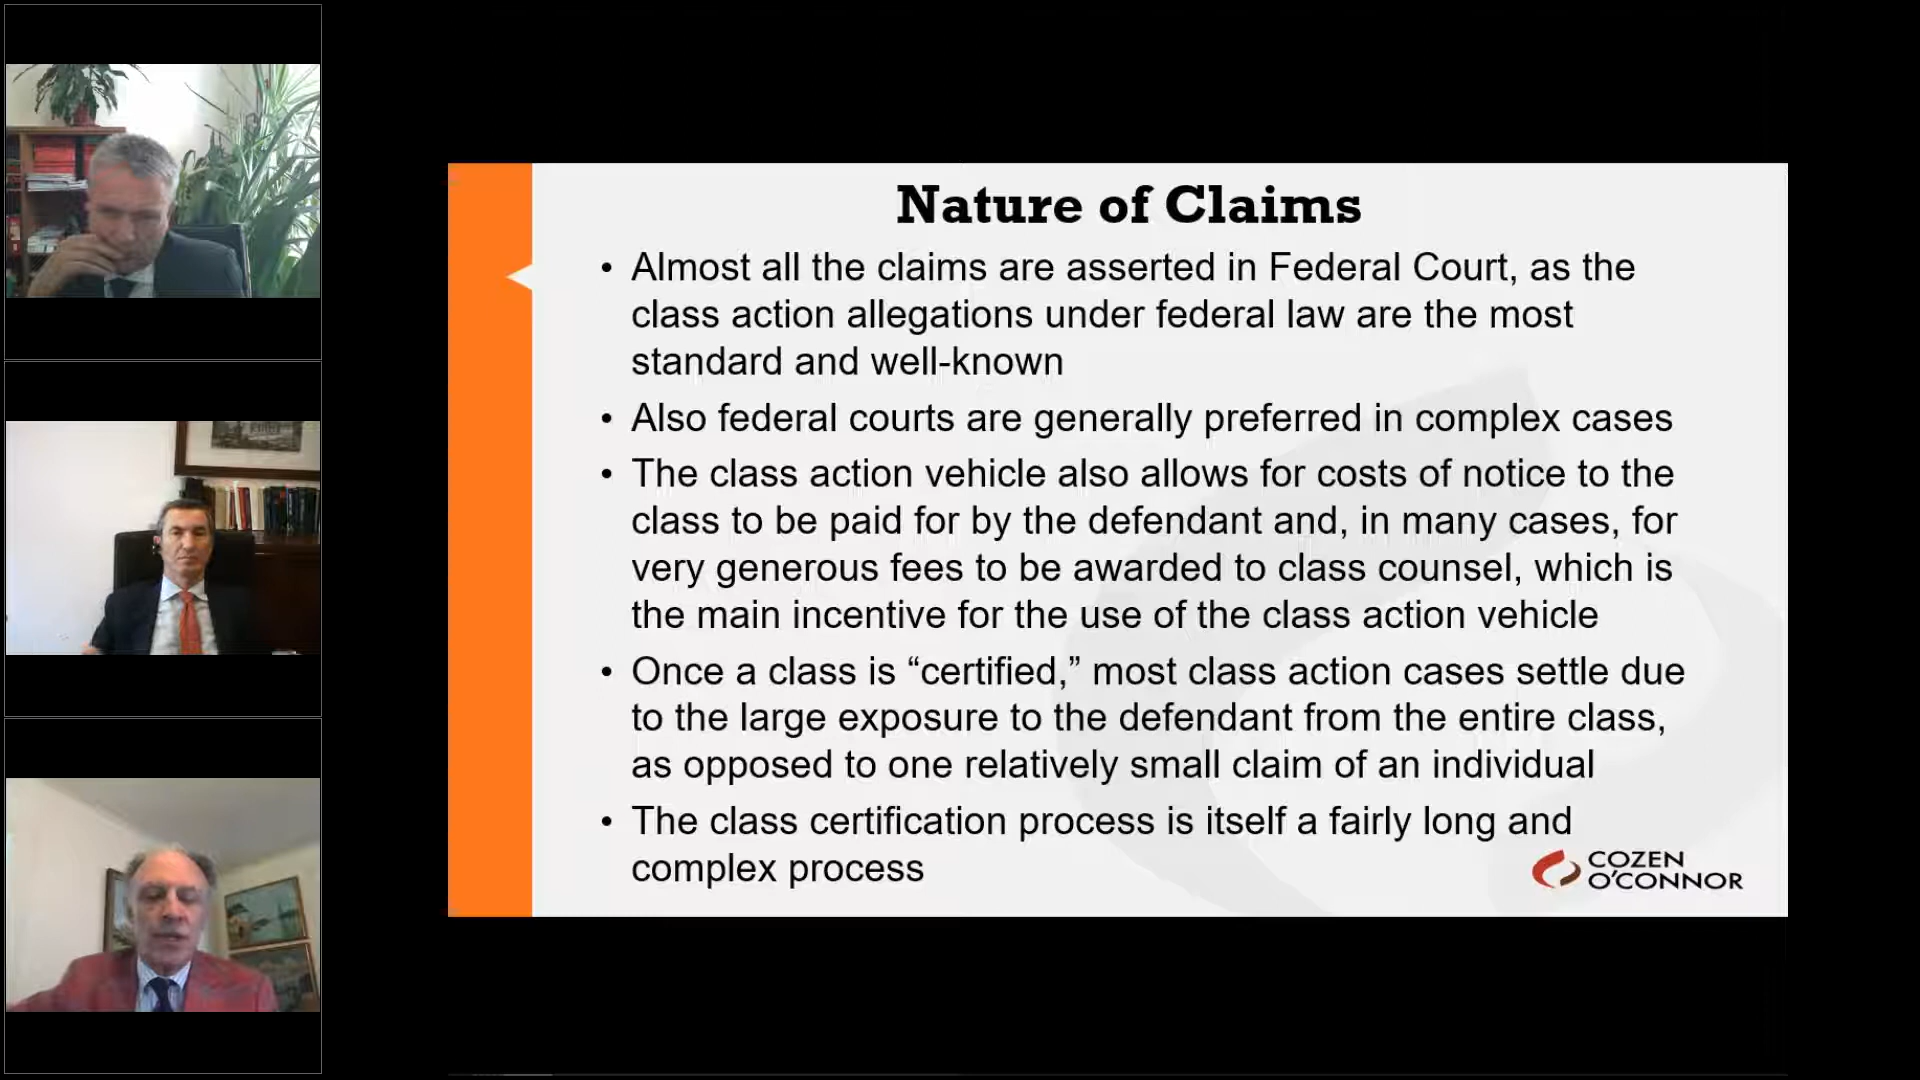 Nature of Claims
• Almost all the claims are asserted in Federal Court, as the
class action allegations under federal law are the most
standard and well-known
• Also federal courts are generally preferred in complex cases
• The class action vehicle also allows for costs of notice to the
class to be paid for by the defendant and, in many cases, for
very generous fees to be awarded to class counsel, which is
the main incentive for the use of the class action vehicle
• Once a class is “certified,” most class action cases settle due
to the large exposure to the defendant from the entire class,
as opposed to one relatively small claim of an individual
• The class certification process is itself a fairly long and
complex process
COZEN
O'CONNOR